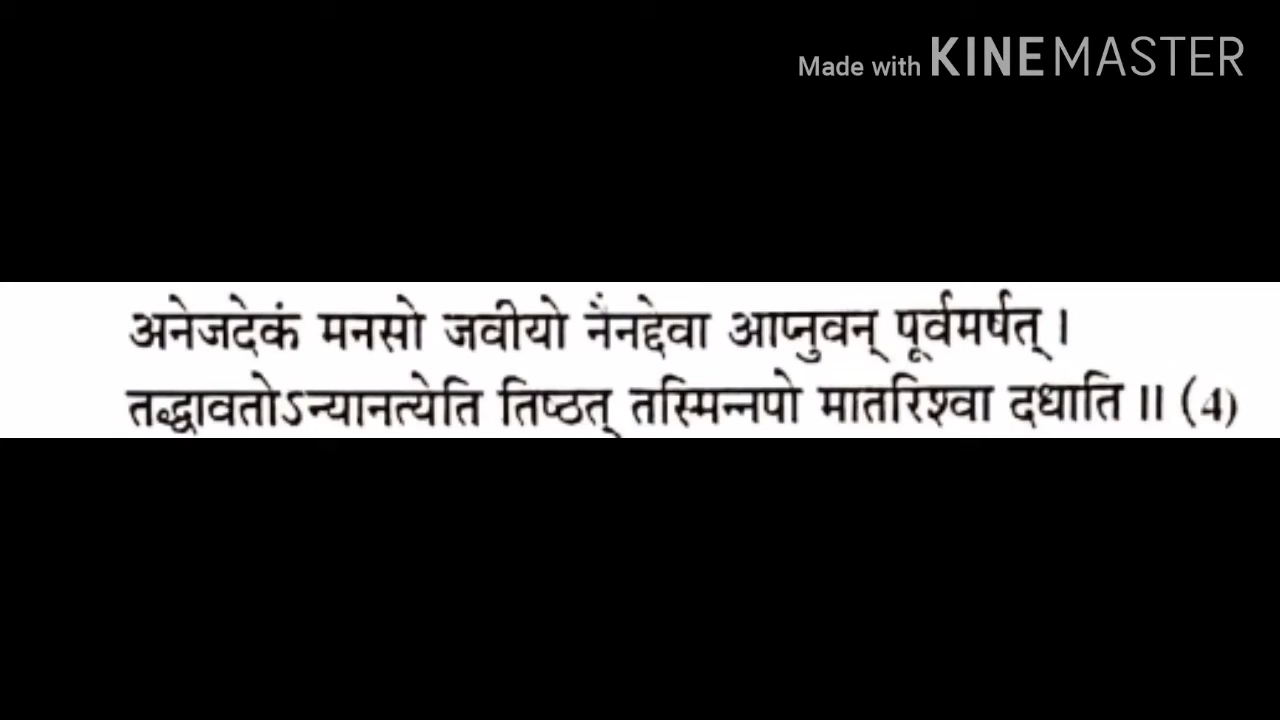 Made with KINEMASTER
अनेजदेकं मनसो जवीयो नैनद्देवा आप्नुवन् पूर्वमर्षत् ।
तद्धावतोऽन्यानत्येति तिष्ठत् तस्मिन्नपो मातरिश्वा दधाति ॥ (4)